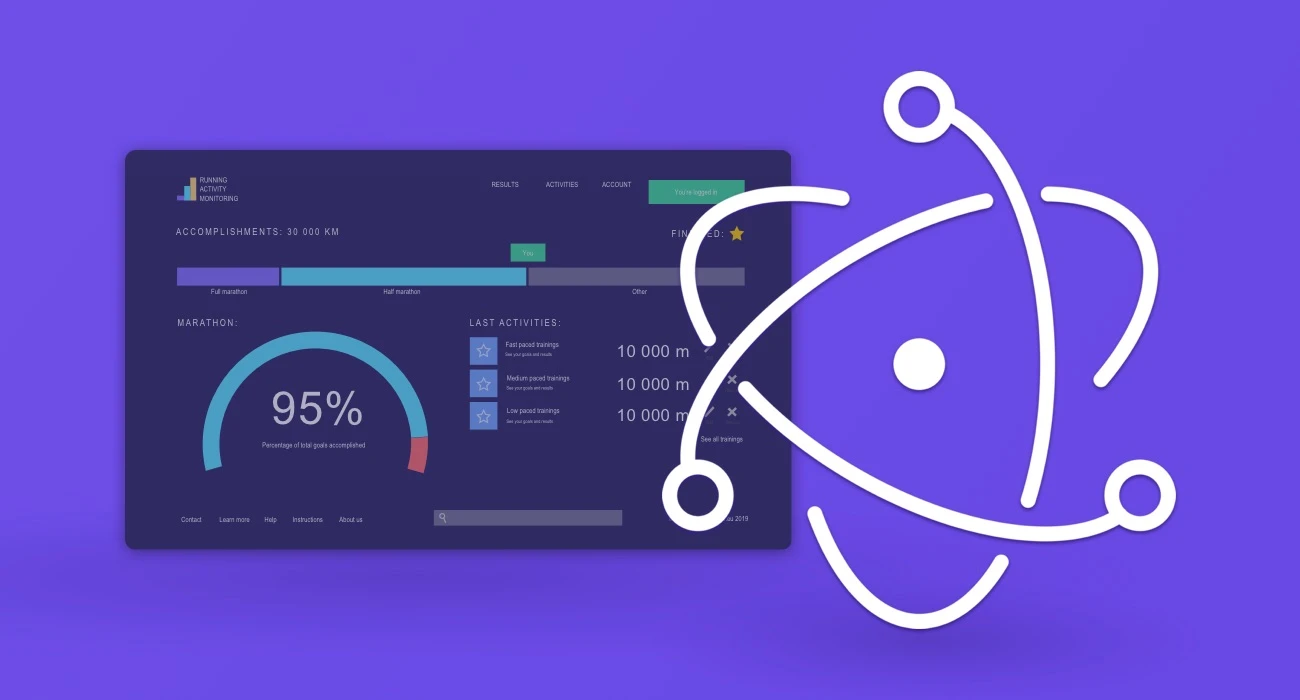 RUNNING
ACTIVITY
MONITORING
RESULTS
ACTIVITIES
ACCOUNT
You're logged in
ACCOMPLISHMENTS: 30 000 KM
You
Full marathon
Half marathon
Other
MARATHON:
95%
Percentage of total goals accomplished
LAST ACTIVITIES:
Fast paced trainings
See your goals and results
10 000 m
Medium paced trainings
See your goals and results
10 000 m
Low paced trainings
See your goals and results
10 000 m
See all trainings
Contact
Learn more
Help
Instructions
About us
2019